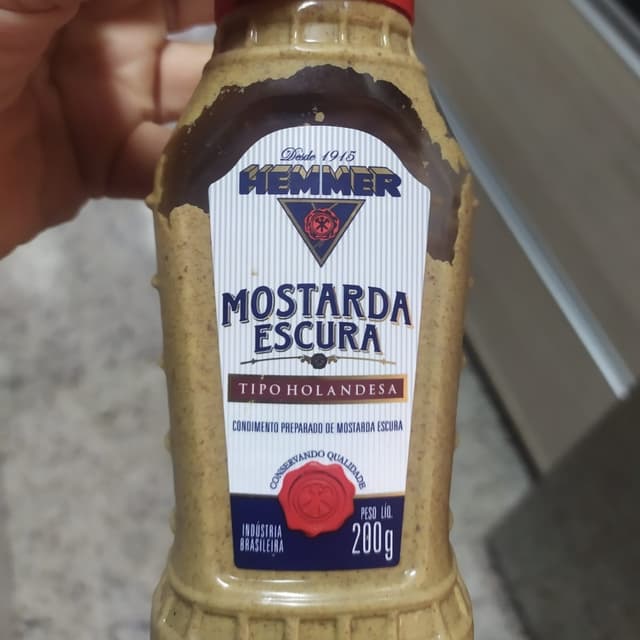 Desde 1915
HEMMER
MOSTARDA
ESCURA
TIPO HOLANDESA
CONDIMENTO PREPARADO DE MOSTARDA ESCURA
CONSERVANDO QUALIDADE
INDÚSTRIA
BRASILEIRA
PESO LÍQ.
200g